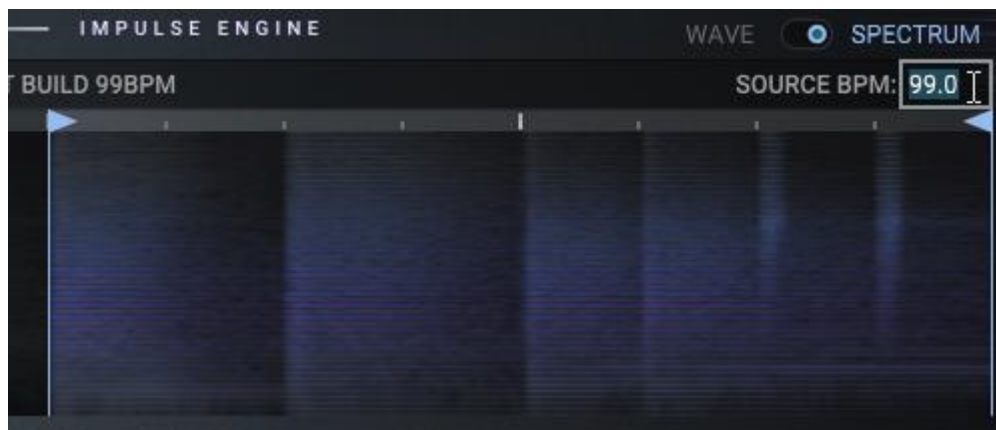 IMPULSE ENGINE
WAVE SPECTRUM
BUILD 99BPM
SOURCE BPM: 99.0